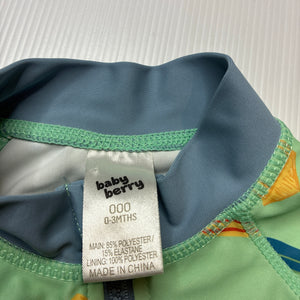 baby
berry
000
0-3MTHS
MAIN: 85% POLYESTER/
15% ELASTANE
LINING: 100% POLYESTER
MADE IN CHINA